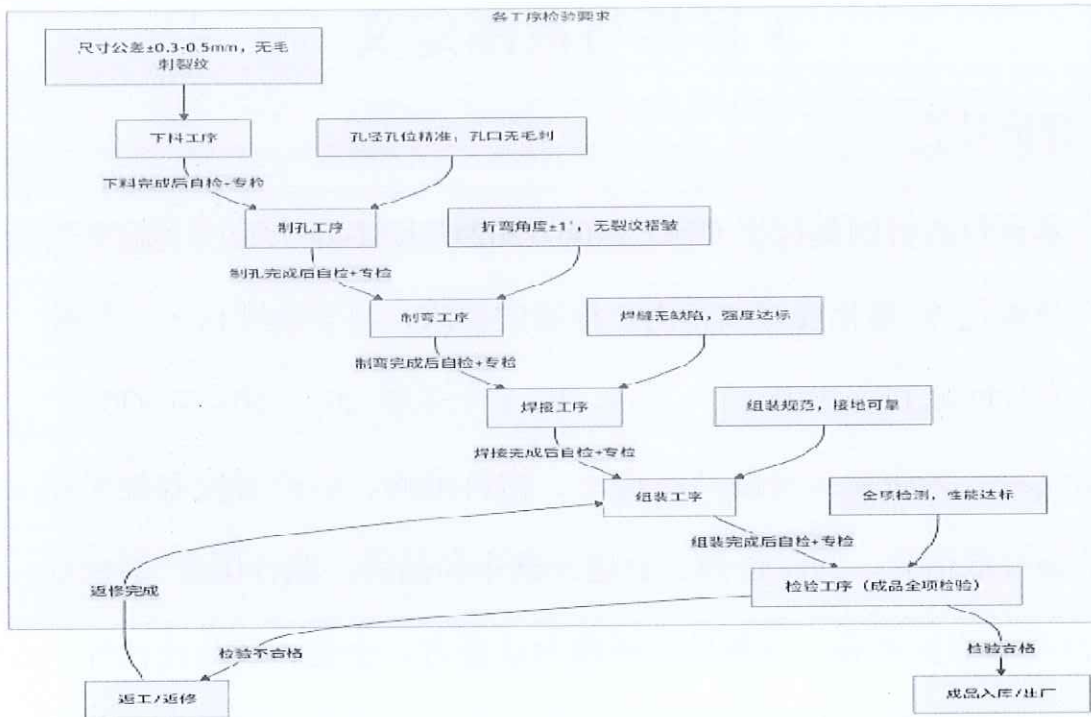 各工序检验要求
尺寸公差±0.3-0.5mm，无毛
刺裂纹
下料工序
孔径孔位精准，孔口无毛刺
下料完成后自检+专检
制孔工序
折弯角度±1°，无裂纹褶皱
制孔完成后自检+专检
制弯工序
焊缝无缺陷，强度达标
制弯完成后自检+专检
焊接工序
组装规范，接地可靠
焊接完成后自检+专检
组装工序
全项检测，性能达标
组装完成后自检+专检
返修完成
检验工序（成品全项检验）
检验不合格
检验合格
返工/返修
成品入库/出厂